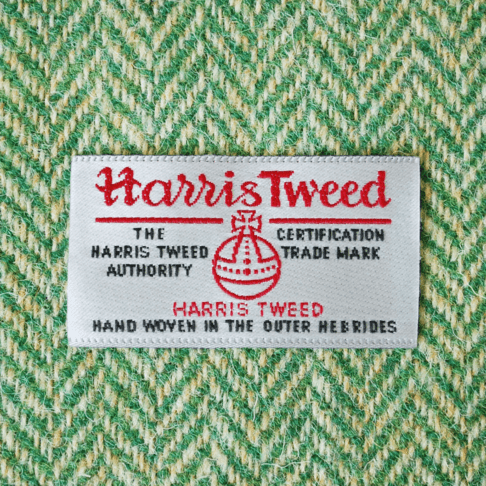 Harris Tweed
THE CERTIFICATION
HARRIS TWEED TRADE MARK
AUTHORITY
HARRIS TWEED
HAND WOVEN IN THE OUTER HEBRIDES